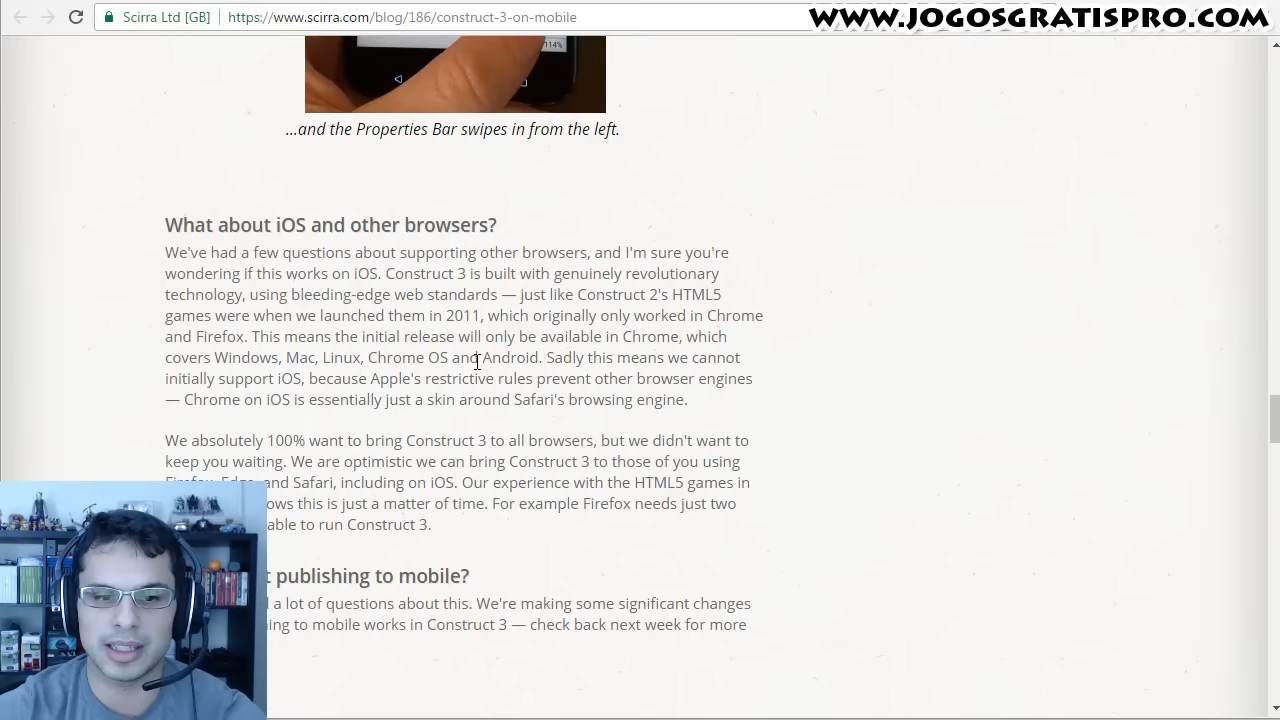 Scirra Ltd [GB] https://www.scirra.com/blog/186/construct-3-on-mobile
WWW.JOGOSGRATISPRO.COM
114%
...and the Properties Bar swipes in from the left.
What about iOS and other browsers?
We've had a few questions about supporting other browsers, and I'm sure you're
wondering if this works on iOS. Construct 3 is built with genuinely revolutionary
technology, using bleeding-edge web standards — just like Construct 2's HTML5
games were when we launched them in 2011, which originally only worked in Chrome
and Firefox. This means the initial release will only be available in Chrome, which
covers Windows, Mac, Linux, Chrome OS and Android. Sadly this means we cannot
initially support iOS, because Apple's restrictive rules prevent other browser engines
— Chrome on iOS is essentially just a skin around Safari's browsing engine.
We absolutely 100% want to bring Construct 3 to all browsers, but we didn't want to
keep you waiting. We are optimistic we can bring Construct 3 to those of you using
Firefox, Edge, and Safari, including on iOS. Our experience with the HTML5 games in
ows this is just a matter of time. For example Firefox needs just two
able to run Construct 3.
t publishing to mobile?
a lot of questions about this. We're making some significant changes
ing to mobile works in Construct 3 — check back next week for more